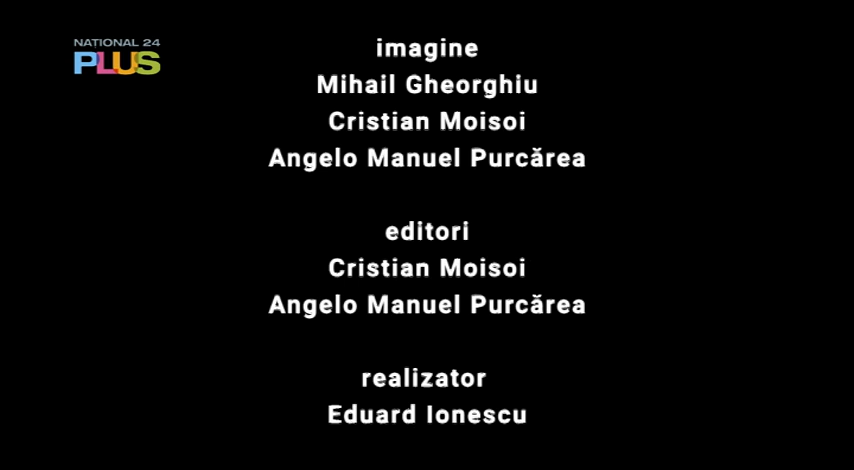 NATIONAL 24
PLUS
imagine
Mihail Gheorghiu
Cristian Moisoi
Angelo Manuel Purcărea
editori
Cristian Moisoi
Angelo Manuel Purcărea
realizator
Eduard Ionescu